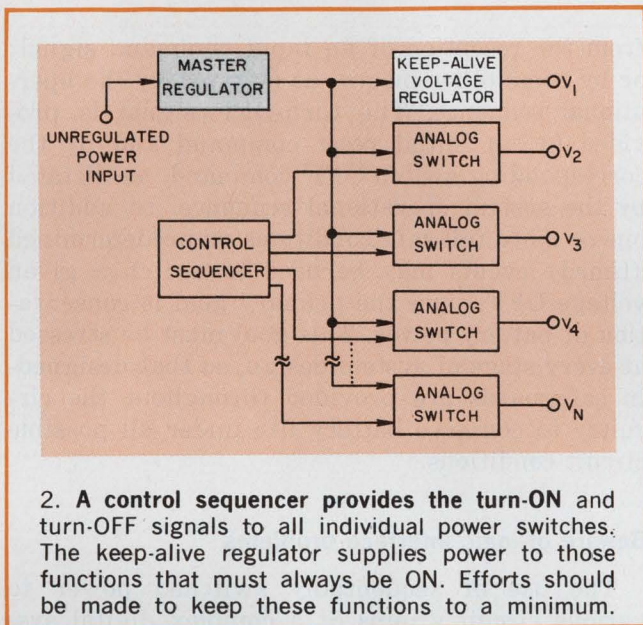 MASTER
REGULATOR
KEEP-ALIVE
VOLTAGE
REGULATOR
V1
UNREGULATED
POWER
INPUT
ANALOG
SWITCH
V2
CONTROL
SEQUENCER
ANALOG
SWITCH
V3
ANALOG
SWITCH
V4
ANALOG
SWITCH
VN
2. A control sequencer provides the turn-ON and
turn-OFF signals to all individual power switches.
The keep-alive regulator supplies power to those
functions that must always be ON. Efforts should
be made to keep these functions to a minimum.